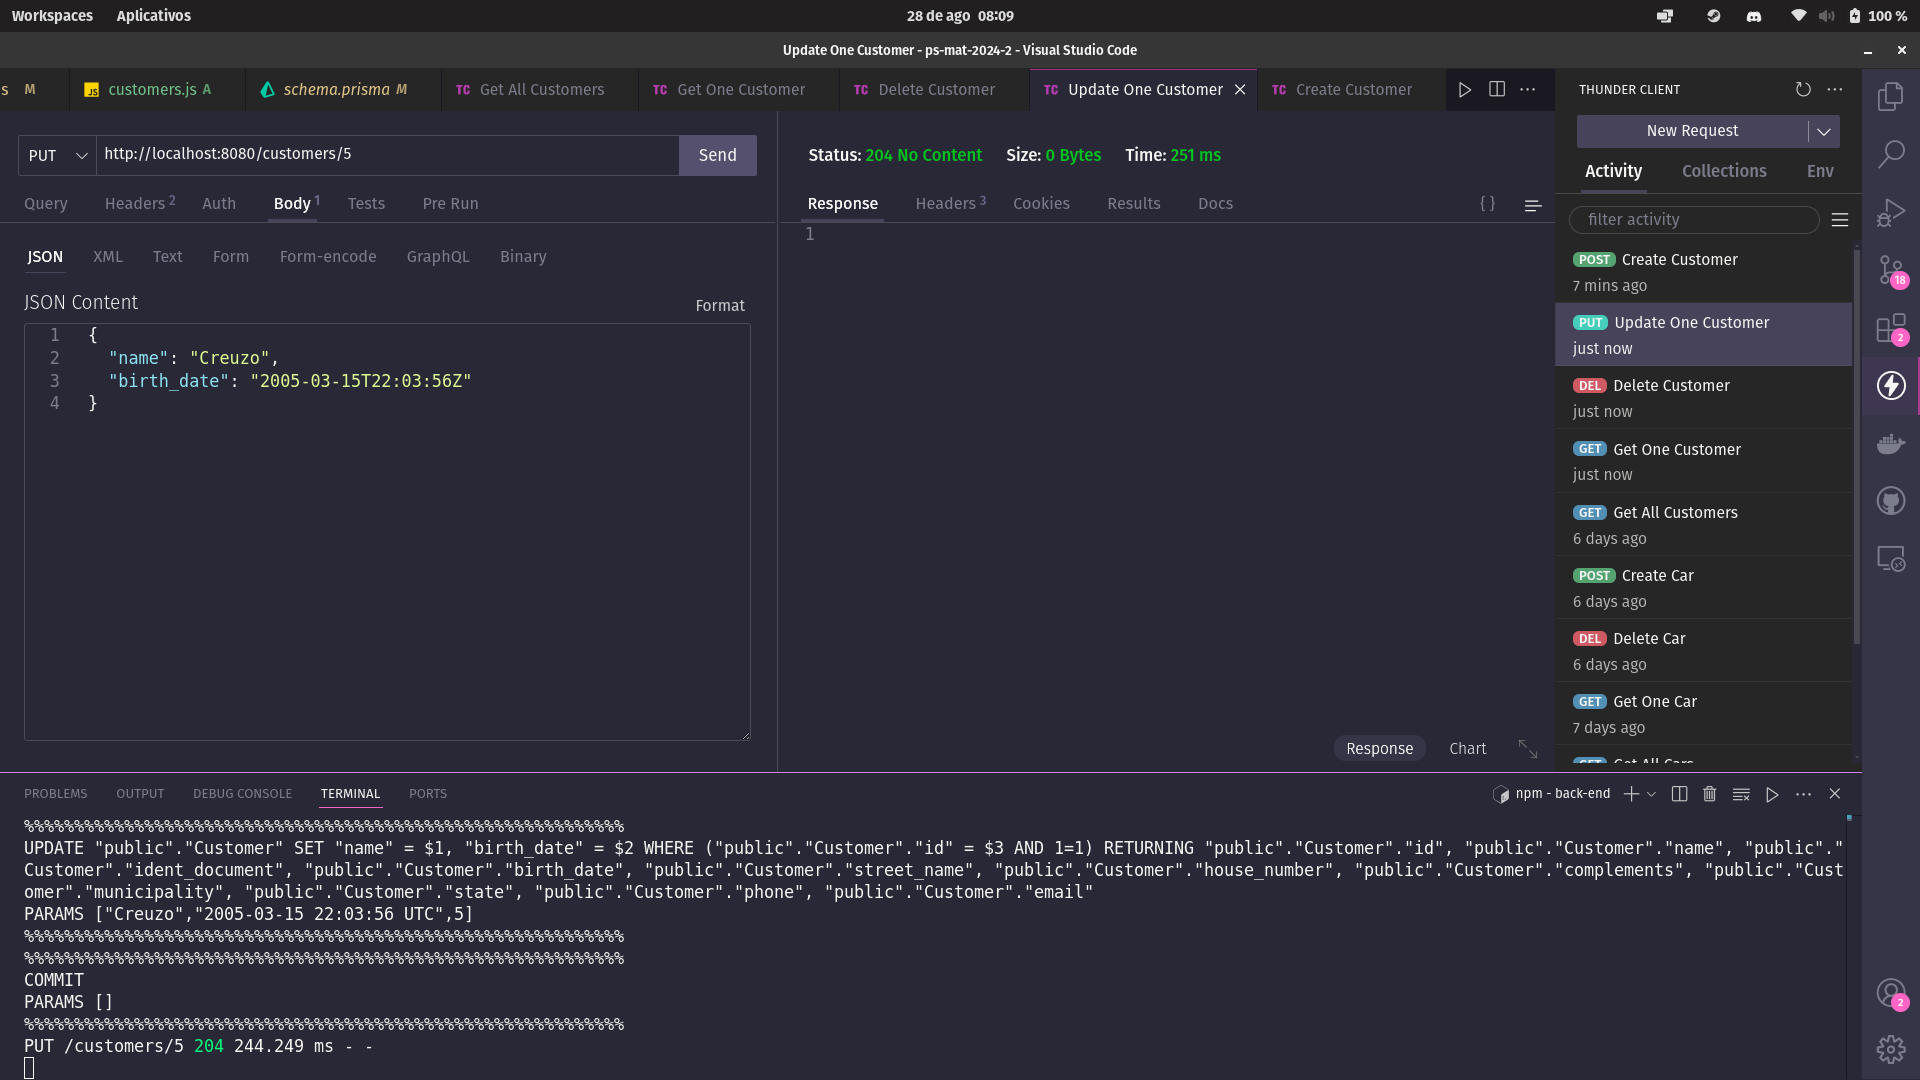 Workspaces Aplicativos 28 de ago 08:09 100 %
Update One Customer - ps-mat-2024-2 - Visual Studio Code
s M JS customers.js A schema.prisma M TC Get All Customers TC Get One Customer TC Delete Customer TC Update One Customer TC Create Customer
PUT http://localhost:8080/customers/5 Send
Query Headers 2 Auth Body 1 Tests Pre Run
JSON XML Text Form Form-encode GraphQL Binary
JSON Content Format
1 {
2 "name": "Creuzo",
3 "birth_date": "2005-03-15T22:03:56Z"
4 }
Status: 204 No Content Size: 0 Bytes Time: 251 ms
Response Headers 3 Cookies Results Docs { }
1
Response Chart
THUNDER CLIENT
New Request
Activity Collections Env
filter activity
POST Create Customer
7 mins ago
PUT Update One Customer
just now
DEL Delete Customer
just now
GET Get One Customer
just now
GET Get All Customers
6 days ago
POST Create Car
6 days ago
DEL Delete Car
6 days ago
GET Get One Car
7 days ago
GET Get All Cars
18
2
2
PROBLEMS OUTPUT DEBUG CONSOLE TERMINAL PORTS npm - back-end
%%%%%%%%%%%%%%%%%%%%%%%%%%%%%%%%%%%%%%%%%%%%%%%%%%%%%%%%%%%%
UPDATE "public"."Customer" SET "name" = $1, "birth_date" = $2 WHERE ("public"."Customer"."id" = $3 AND 1=1) RETURNING "public"."Customer"."id", "public"."Customer"."name", "public"."
Customer"."ident_document", "public"."Customer"."birth_date", "public"."Customer"."street_name", "public"."Customer"."house_number", "public"."Customer"."complements", "public"."Cust
omer"."municipality", "public"."Customer"."state", "public"."Customer"."phone", "public"."Customer"."email"
PARAMS ["Creuzo","2005-03-15 22:03:56 UTC",5]
%%%%%%%%%%%%%%%%%%%%%%%%%%%%%%%%%%%%%%%%%%%%%%%%%%%%%%%%%%%%
%%%%%%%%%%%%%%%%%%%%%%%%%%%%%%%%%%%%%%%%%%%%%%%%%%%%%%%%%%%%
COMMIT
PARAMS []
%%%%%%%%%%%%%%%%%%%%%%%%%%%%%%%%%%%%%%%%%%%%%%%%%%%%%%%%%%%%
PUT /customers/5 204 244.249 ms - -